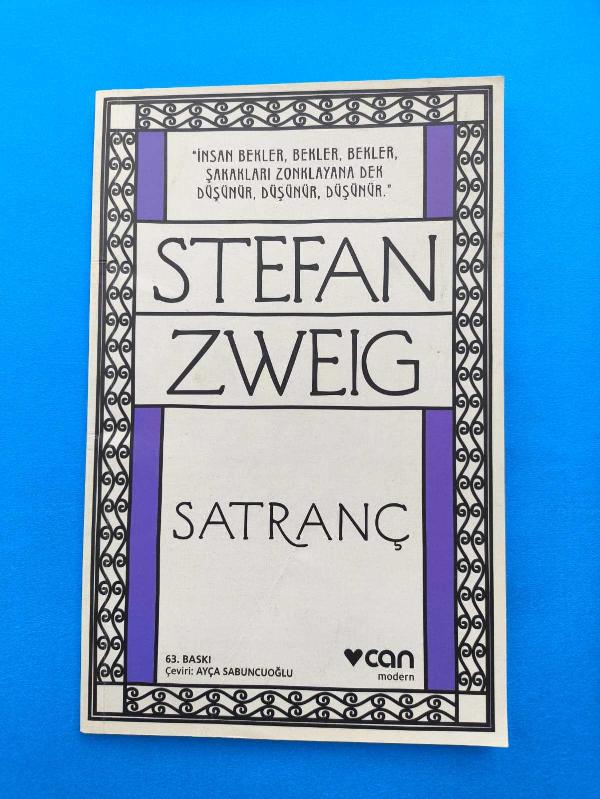 "İNSAN BEKLER, BEKLER, BEKLER,
ŞAKAKLARI ZONKLAYANA DEK
DÜŞÜNÜR, DÜŞÜNÜR, DÜŞÜNÜR."
STEFAN
ZWEIG
SATRANÇ
63. BASKI
Çeviri: AYÇA SABUNCUOĞLU
can
modern